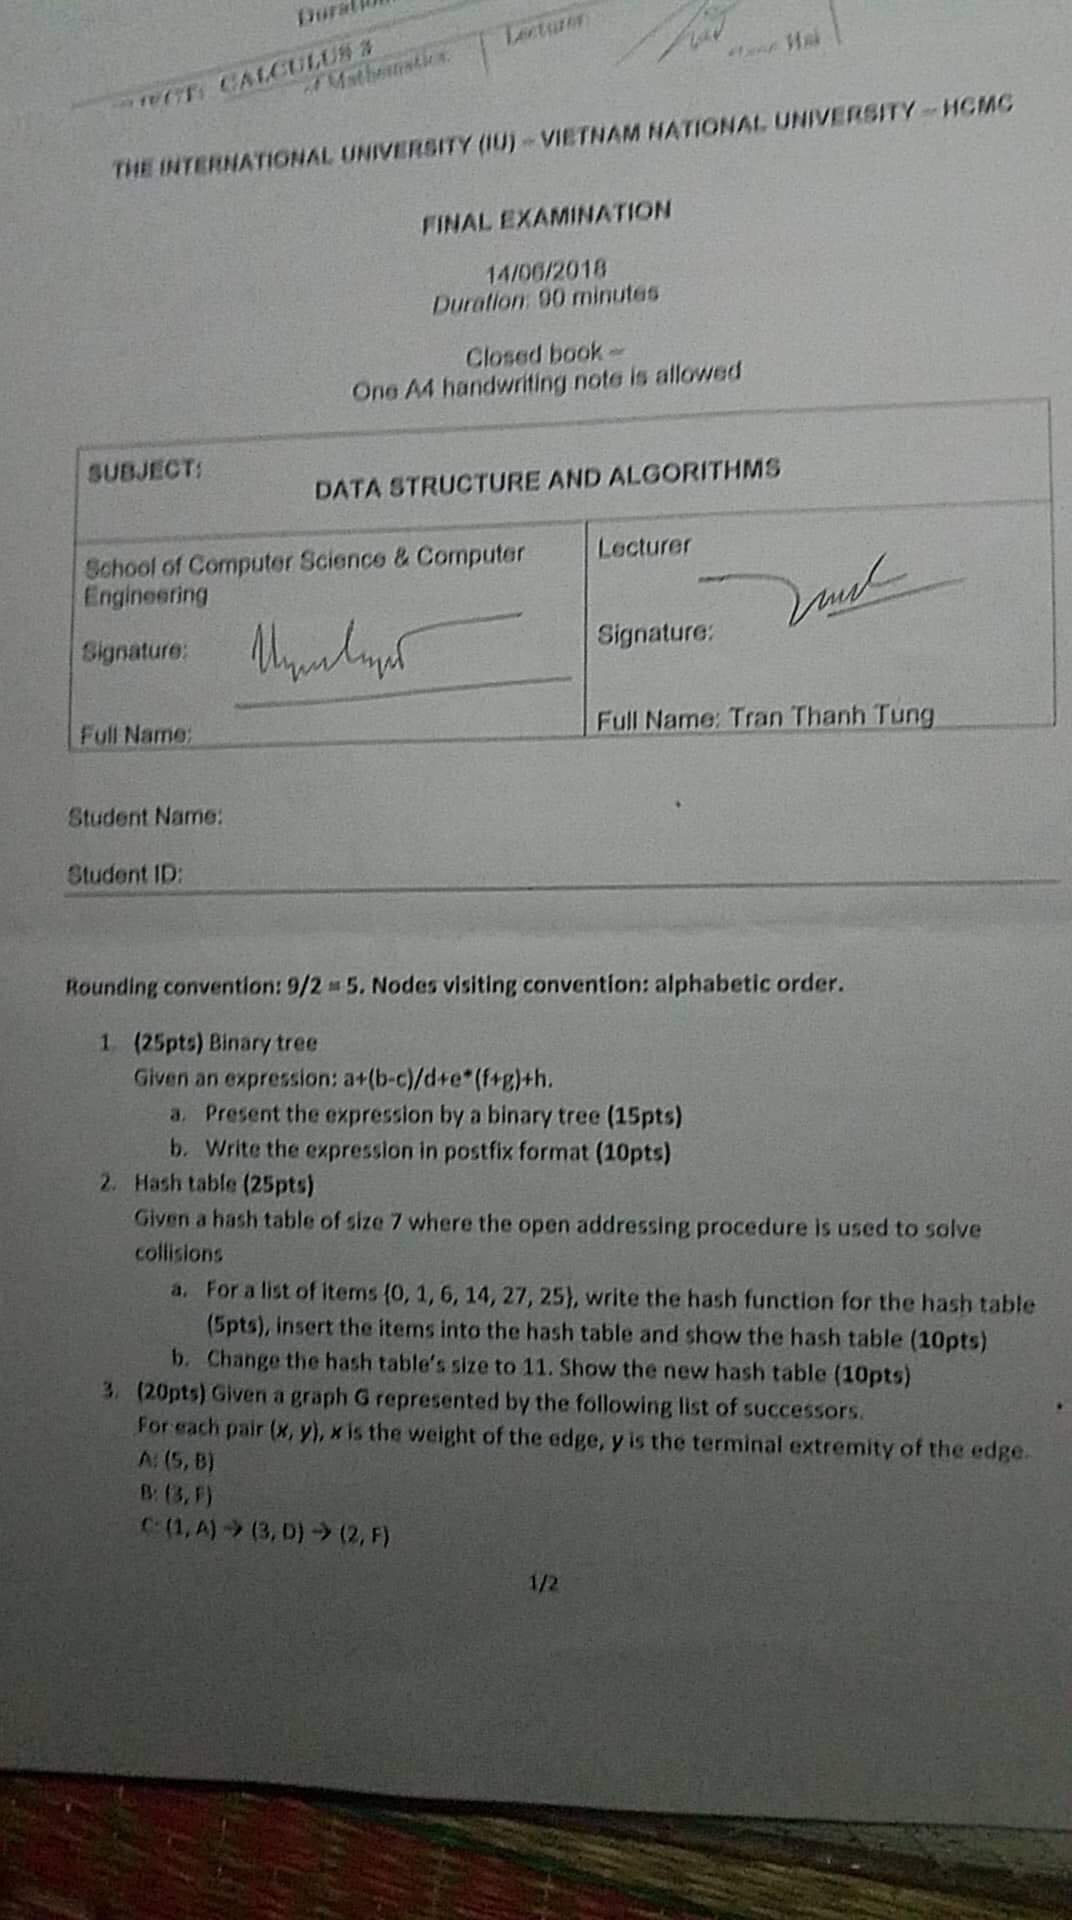 CALCULUS 3
of Mathematics
Lecturer
THE INTERNATIONAL UNIVERSITY (IU) – VIETNAM NATIONAL UNIVERSITY – HCMC
FINAL EXAMINATION
14/06/2018
Duration: 90 minutes
Closed book –
One A4 handwriting note is allowed
SUBJECT:
DATA STRUCTURE AND ALGORITHMS
School of Computer Science & Computer
Engineering
Signature:
Full Name:
Lecturer
Signature:
Full Name: Tran Thanh Tung
Student Name:
Student ID:
Rounding convention: 9/2 = 5. Nodes visiting convention: alphabetic order.
1. (25pts) Binary tree
Given an expression: a+(b-c)/d+e*(f+g)+h.
a. Present the expression by a binary tree (15pts)
b. Write the expression in postfix format (10pts)
2. Hash table (25pts)
Given a hash table of size 7 where the open addressing procedure is used to solve
collisions
a. For a list of items {0, 1, 6, 14, 27, 25}, write the hash function for the hash table
(5pts), insert the items into the hash table and show the hash table (10pts)
b. Change the hash table's size to 11. Show the new hash table (10pts)
3. (20pts) Given a graph G represented by the following list of successors.
For each pair (x, y), x is the weight of the edge, y is the terminal extremity of the edge.
A: (5, B)
B: (3, F)
C: (1, A) → (3, D) → (2, F)
1/2